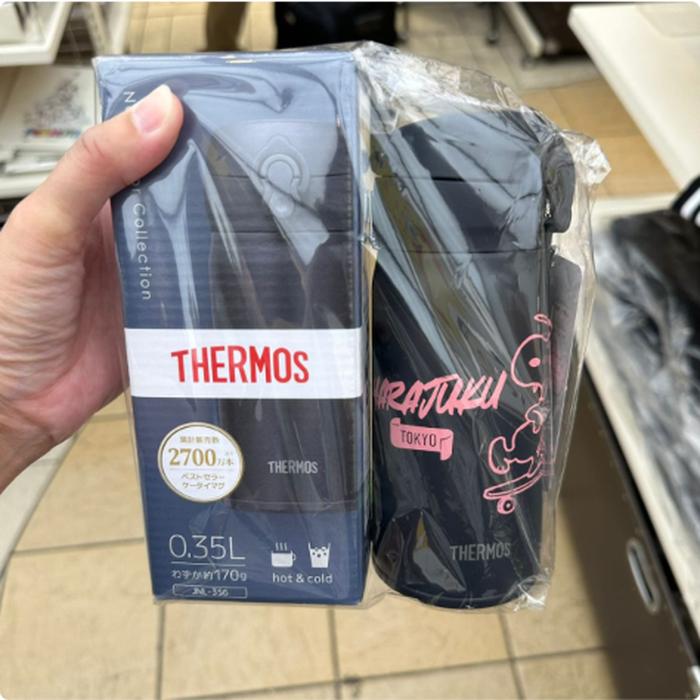 Collection
THERMOS
累計販売数
2700万本
ベストセラー
ケータイマグ
THERMOS
0.35L
わずか約170g
hot & cold
JNL-356
HARAJUKU
TOKYO
THERMOS